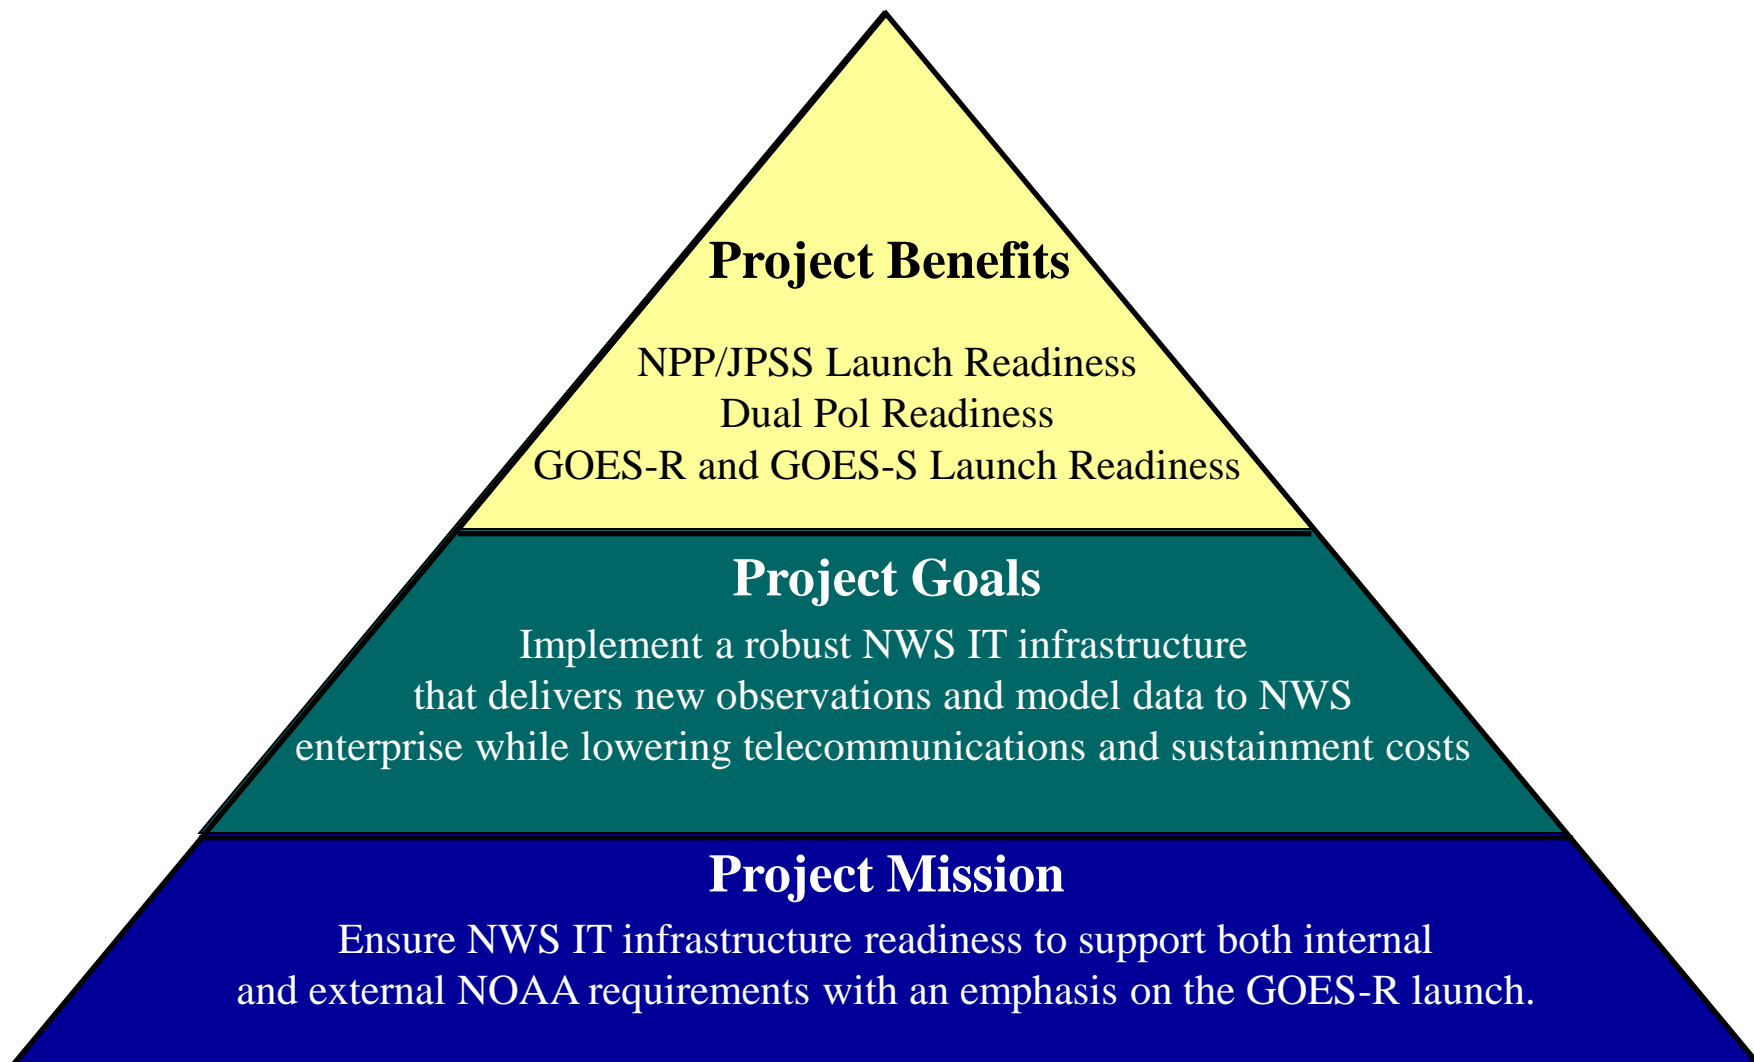 Project Benefits
NPP/JPSS Launch Readiness
Dual Pol Readiness
GOES-R and GOES-S Launch Readiness
Project Goals
Implement a robust NWS IT infrastructure
that delivers new observations and model data to NWS
enterprise while lowering telecommunications and sustainment costs
Project Mission
Ensure NWS IT infrastructure readiness to support both internal
and external NOAA requirements with an emphasis on the GOES-R launch.